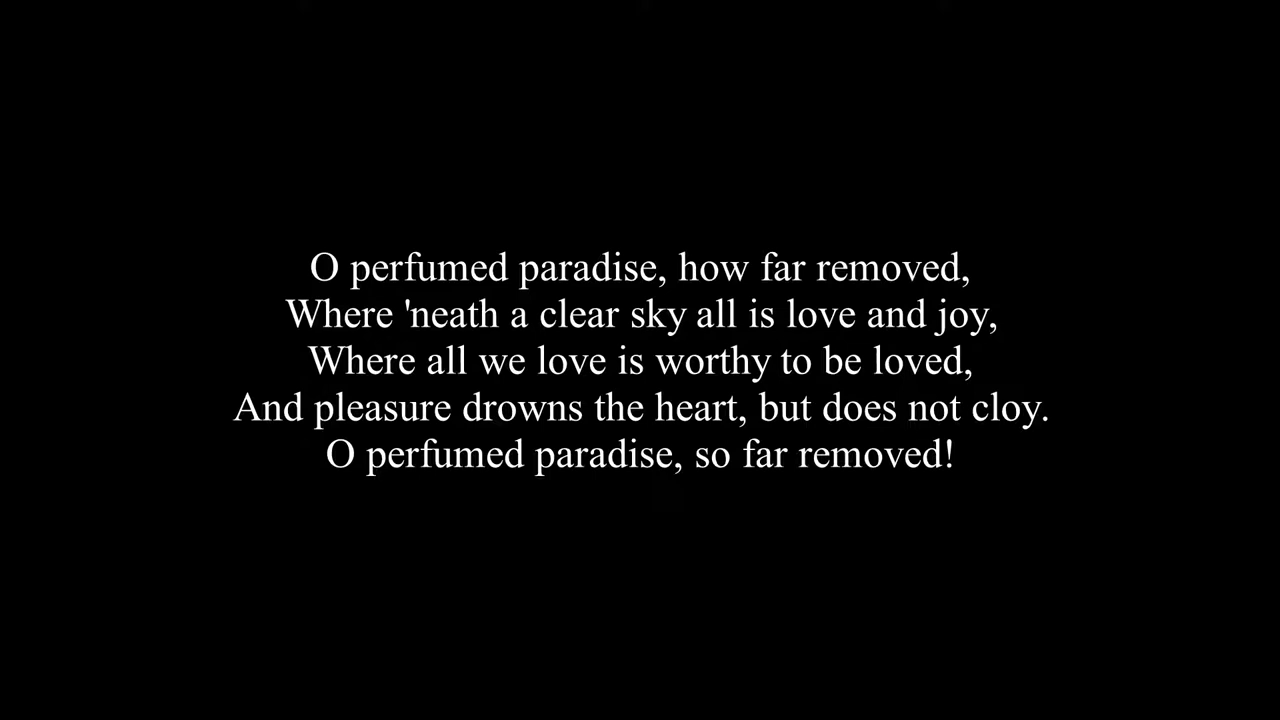 O perfumed paradise, how far removed,
Where 'neath a clear sky all is love and joy,
Where all we love is worthy to be loved,
And pleasure drowns the heart, but does not cloy.
O perfumed paradise, so far removed!